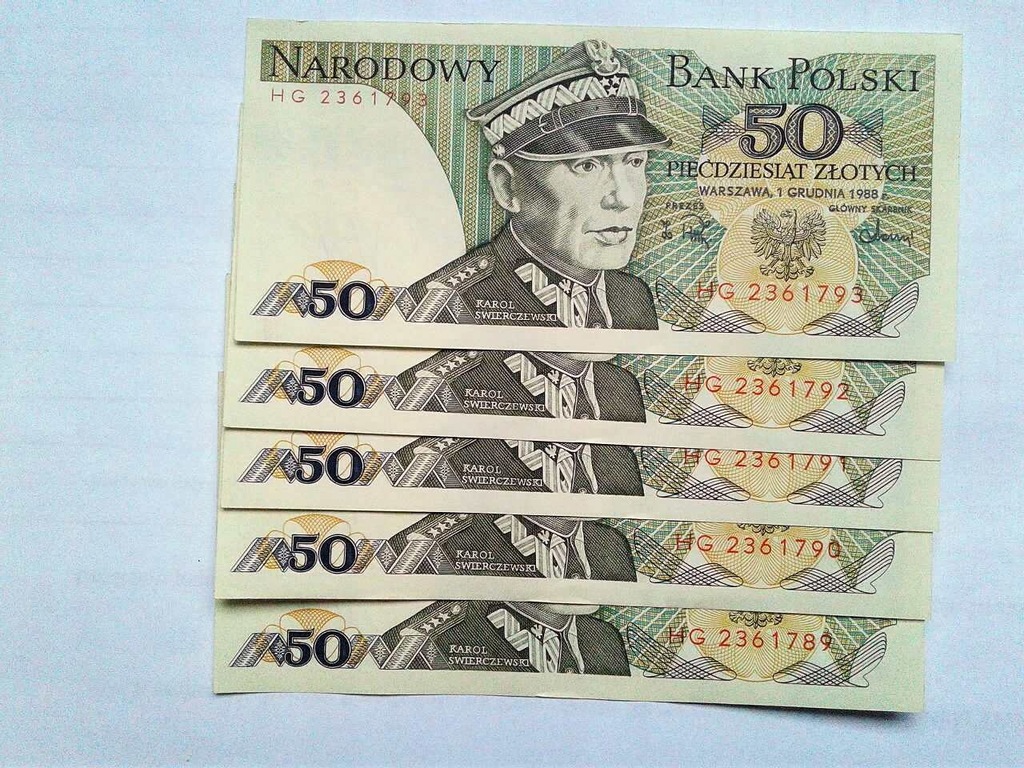 NARODOWY BANK POLSKI
HG 2361793
50
PIĘĆDZIESIĄT ZŁOTYCH
WARSZAWA, 1 GRUDNIA 1988 r.
PREZES GŁÓWNY SKARBNIK
HG 2361793
50
KAROL
ŚWIERCZEWSKI
HG 2361792
50
KAROL
ŚWIERCZEWSKI
HG 2361791
50
KAROL
ŚWIERCZEWSKI
HG 2361790
50
KAROL
ŚWIERCZEWSKI
HG 2361789
50
KAROL
ŚWIERCZEWSKI